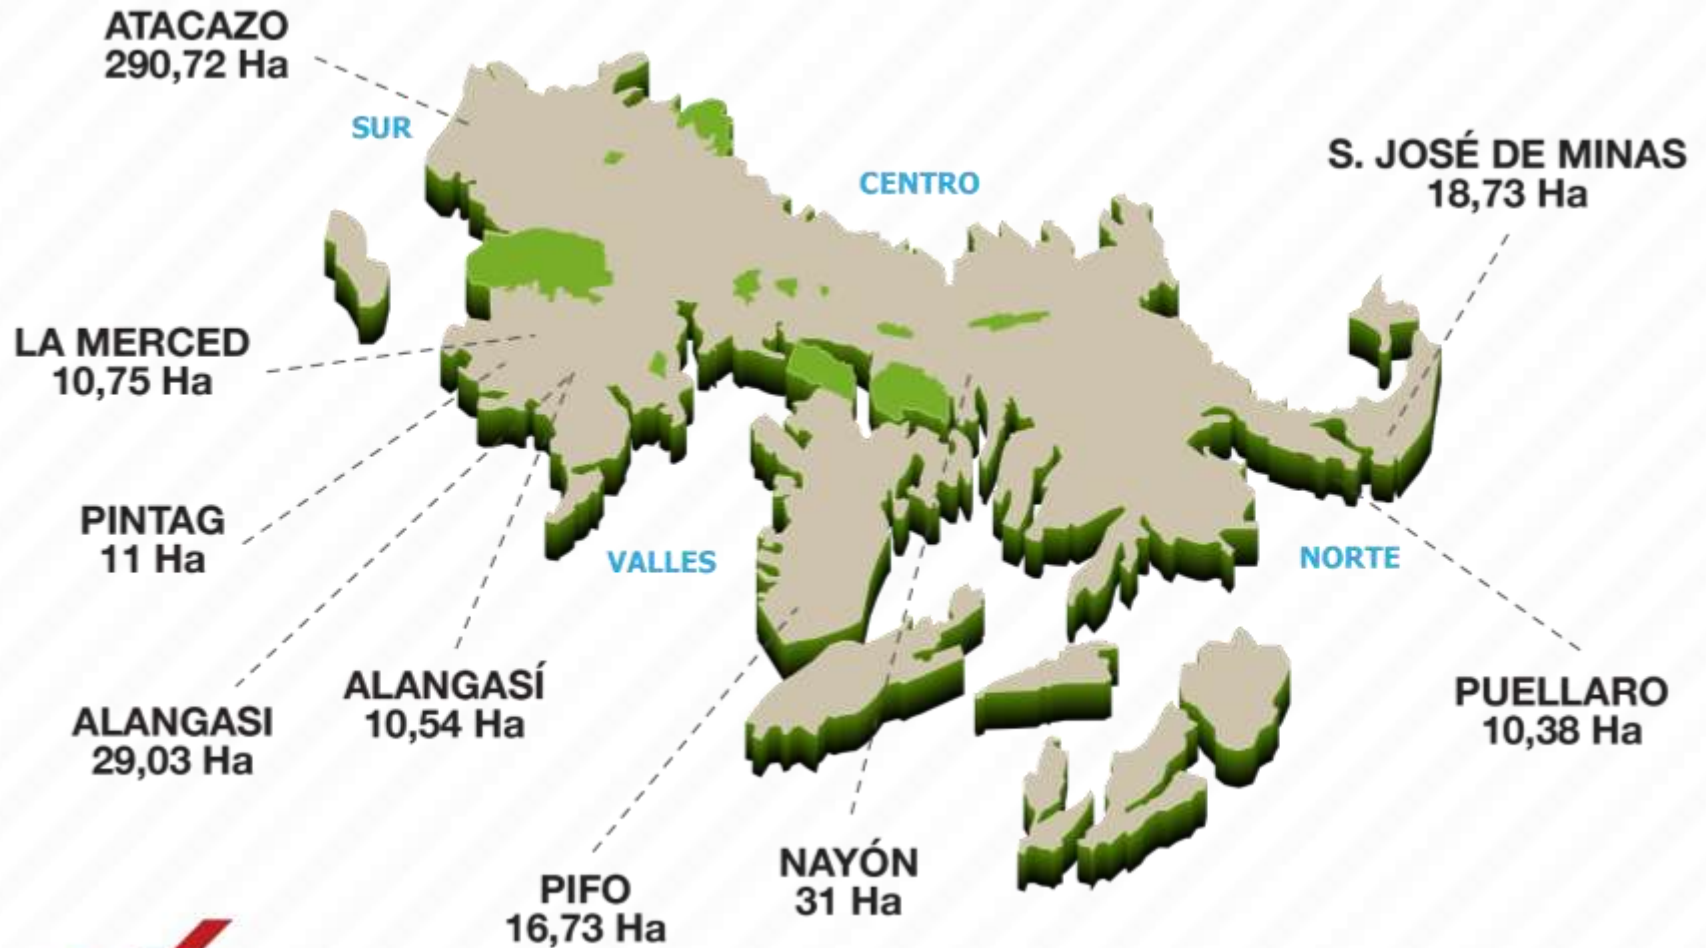 ATACAZO
290,72 Ha
SUR
CENTRO
S. JOSÉ DE MINAS
18,73 Ha
LA MERCED
10,75 Ha
PINTAG
11 Ha
VALLES
NORTE
ALANGASI
29,03 Ha
ALANGASÍ
10,54 Ha
PUELLARO
10,38 Ha
PIFO
16,73 Ha
NAYÓN
31 Ha